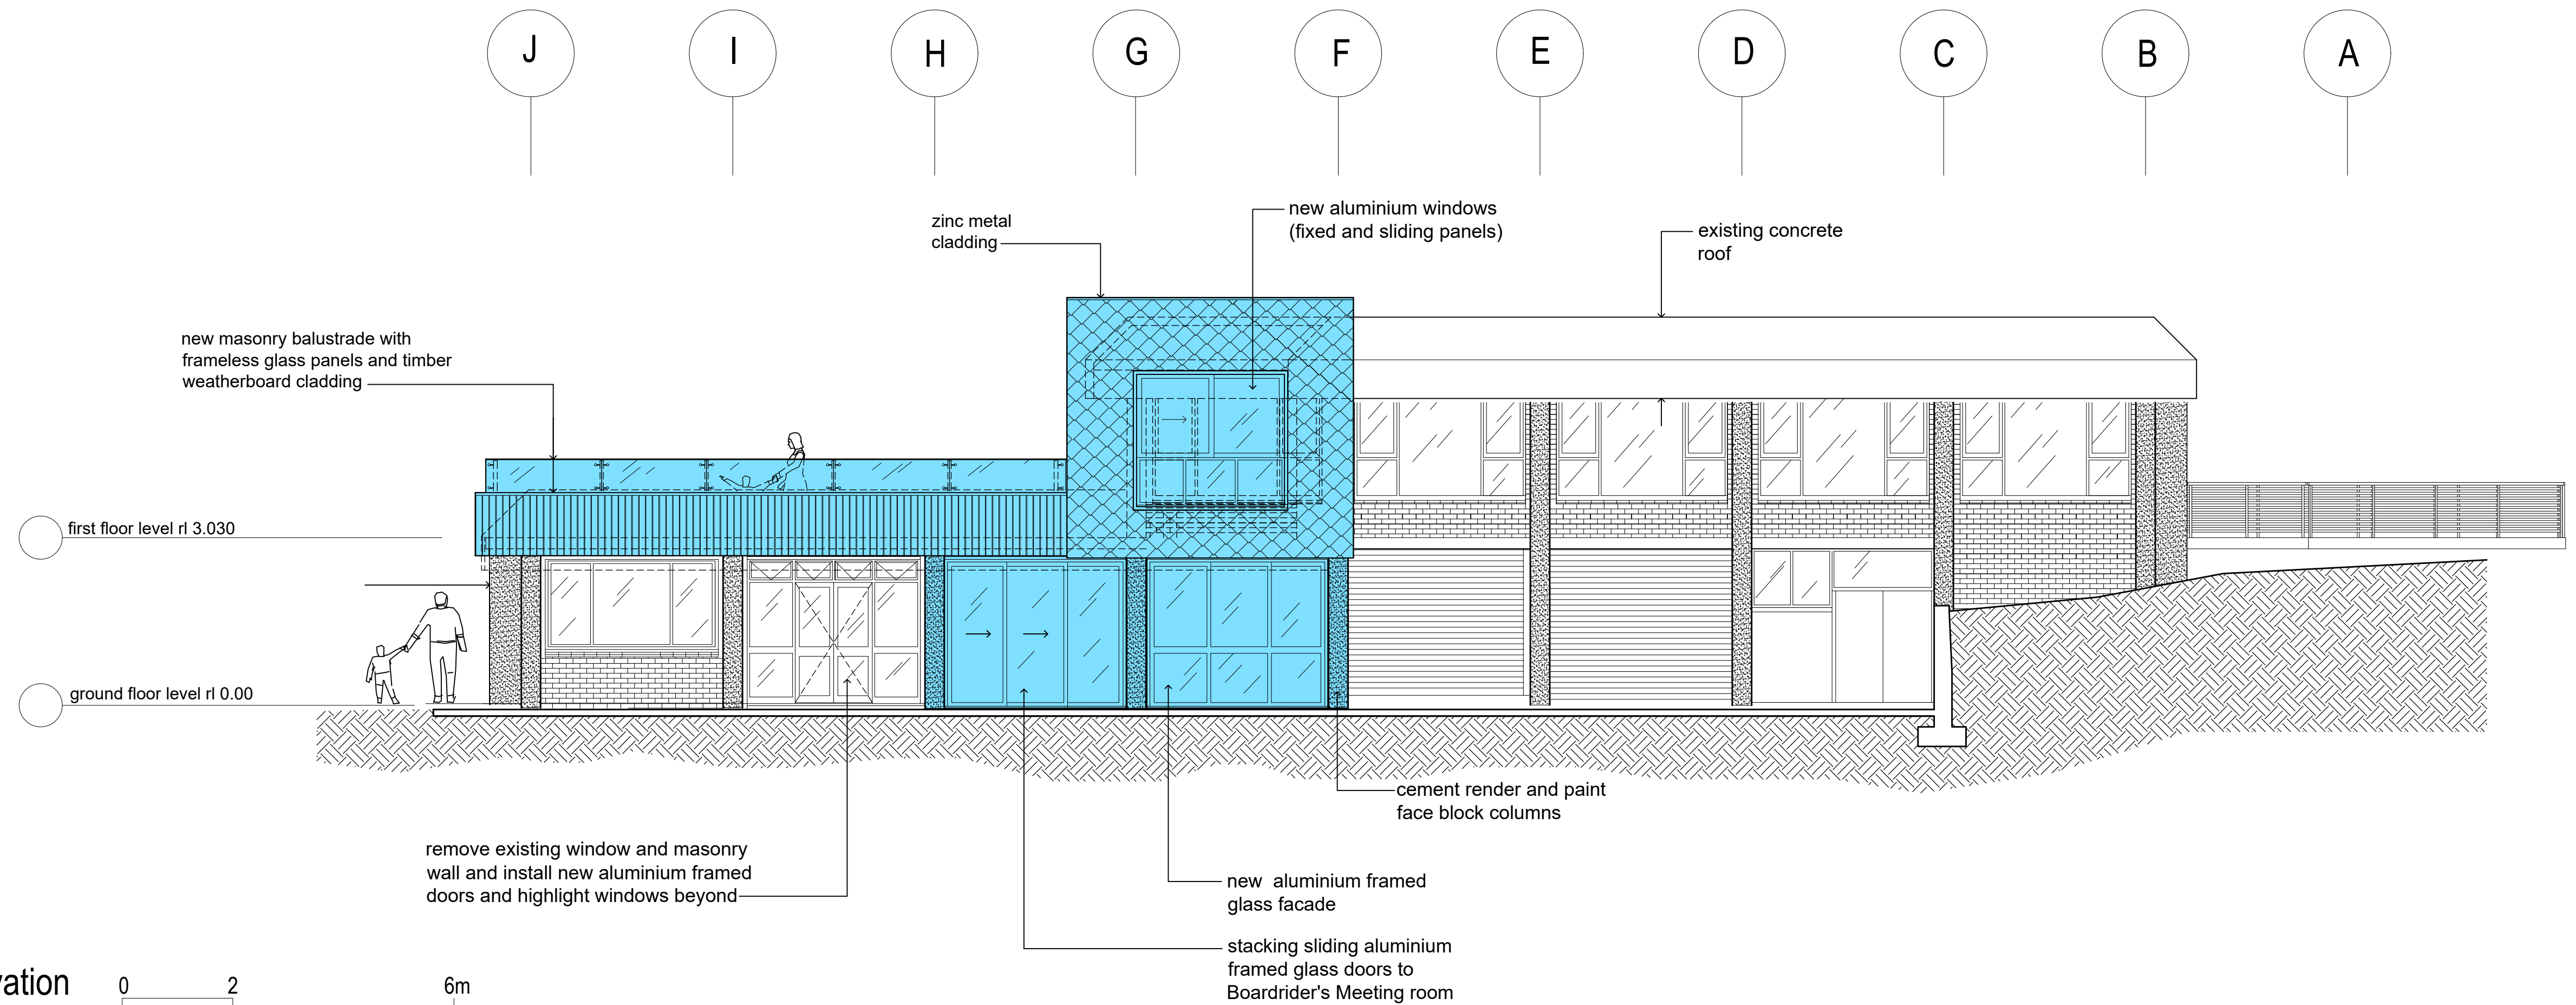 J I H G F E D C B A
zinc metal
cladding
new aluminium windows
(fixed and sliding panels)
existing concrete
roof
new masonry balustrade with
frameless glass panels and timber
weatherboard cladding
first floor level rl 3.030
ground floor level rl 0.00
cement render and paint
face block columns
remove existing window and masonry
wall and install new aluminium framed
doors and highlight windows beyond
new aluminium framed
glass facade
stacking sliding aluminium
framed glass doors to
Boardrider's Meeting room
vation
0 2 6m